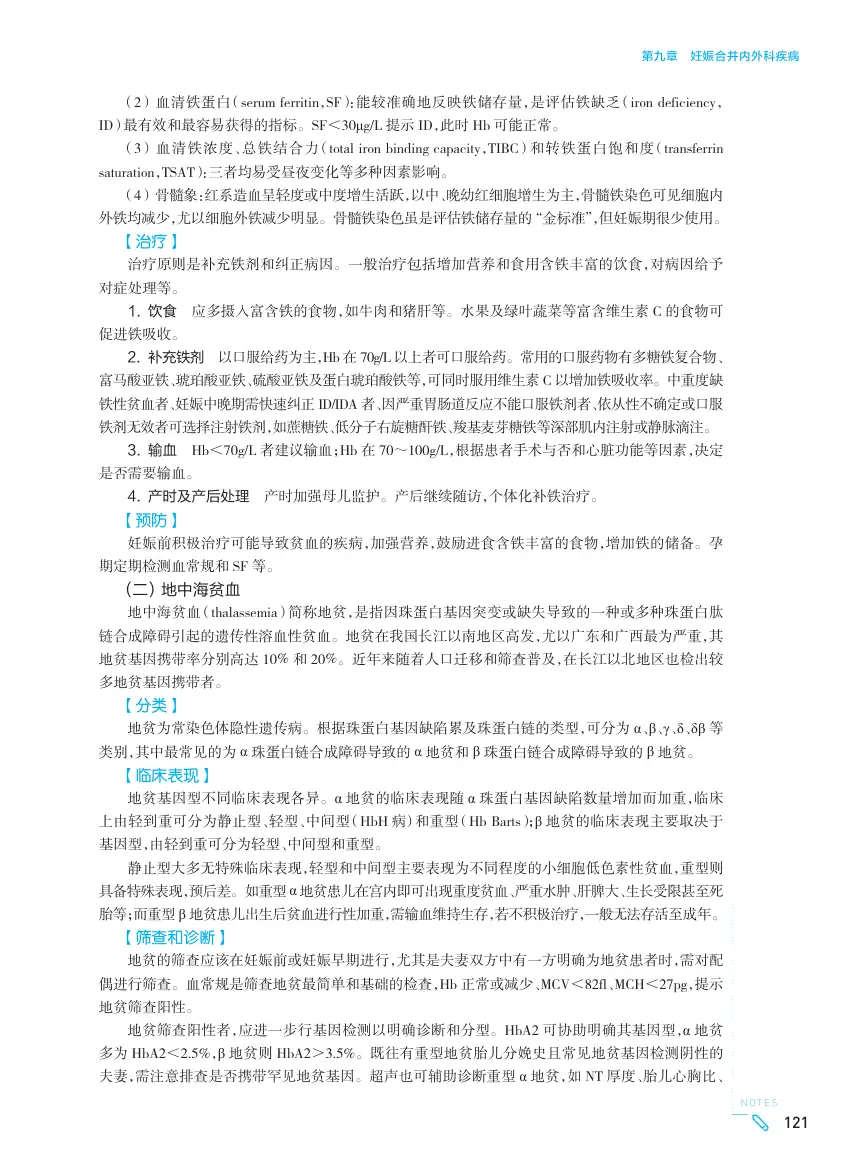 第九章 妊娠合并内外科疾病
（2）血清铁蛋白（serum ferritin,SF）:能较准确地反映铁储存量，是评估铁缺乏（iron deficiency,
ID）最有效和最容易获得的指标。SF＜30μg/L 提示 ID，此时 Hb 可能正常。
（3）血清铁浓度、总铁结合力（total iron binding capacity,TIBC）和转铁蛋白饱和度（transferrin
saturation,TSAT）:三者均易受昼夜变化等多种因素影响。
（4）骨髓象：红系造血呈轻度或中度增生活跃，以中、晚幼红细胞增生为主，骨髓铁染色可见细胞内
外铁均减少，尤以细胞外铁减少明显。骨髓铁染色虽是评估铁储存量的“金标准”，但妊娠期很少使用。
【治疗】
治疗原则是补充铁剂和纠正病因。一般治疗包括增加营养和食用含铁丰富的饮食，对病因给予
对症处理等。
1. 饮食 应多摄入富含铁的食物，如牛肉和猪肝等。水果及绿叶蔬菜等富含维生素 C 的食物可
促进铁吸收。
2. 补充铁剂 以口服给药为主，Hb 在 70g/L 以上者可口服给药。常用的口服药物有多糖铁复合物、
富马酸亚铁、琥珀酸亚铁、硫酸亚铁及蛋白琥珀酸铁等，可同时服用维生素 C 以增加铁吸收率。中重度缺
铁性贫血者、妊娠中晚期需快速纠正 ID/IDA 者、因严重胃肠道反应不能口服铁剂者、依从性不确定或口服
铁剂无效者可选择注射铁剂，如蔗糖铁、低分子右旋糖酐铁、羧基麦芽糖铁等深部肌内注射或静脉滴注。
3. 输血 Hb＜70g/L 者建议输血；Hb 在 70～100g/L，根据患者手术与否和心脏功能等因素，决定
是否需要输血。
4. 产时及产后处理 产时加强母儿监护。产后继续随访，个体化补铁治疗。
【预防】
妊娠前积极治疗可能导致贫血的疾病，加强营养，鼓励进食含铁丰富的食物，增加铁的储备。孕
期定期检测血常规和 SF 等。
（二）地中海贫血
地中海贫血（thalassemia）简称地贫，是指因珠蛋白基因突变或缺失导致的一种或多种珠蛋白肽
链合成障碍引起的遗传性溶血性贫血。地贫在我国长江以南地区高发，尤以广东和广西最为严重，其
地贫基因携带率分别高达 10% 和 20%。近年来随着人口迁移和筛查普及，在长江以北地区也检出较
多地贫基因携带者。
【分类】
地贫为常染色体隐性遗传病。根据珠蛋白基因缺陷累及珠蛋白链的类型，可分为 α、β、γ、δ、δβ 等
类别，其中最常见的为 α 珠蛋白链合成障碍导致的 α 地贫和 β 珠蛋白链合成障碍导致的 β 地贫。
【临床表现】
地贫基因型不同临床表现各异。α 地贫的临床表现随 α 珠蛋白基因缺陷数量增加而加重，临床
上由轻到重可分为静止型、轻型、中间型（HbH 病）和重型（Hb Barts）；β 地贫的临床表现主要取决于
基因型，由轻到重可分为轻型、中间型和重型。
静止型大多无特殊临床表现，轻型和中间型主要表现为不同程度的小细胞低色素性贫血，重型则
具备特殊表现，预后差。如重型 α 地贫患儿在宫内即可出现重度贫血、严重水肿、肝脾大、生长受限甚至死
胎等；而重型 β 地贫患儿出生后贫血进行性加重，需输血维持生存，若不积极治疗，一般无法存活至成年。
【筛查和诊断】
地贫的筛查应该在妊娠前或妊娠早期进行，尤其是夫妻双方中有一方明确为地贫患者时，需对配
偶进行筛查。血常规是筛查地贫最简单和基础的检查，Hb 正常或减少、MCV＜82fl、MCH＜27pg，提示
地贫筛查阳性。
地贫筛查阳性者，应进一步行基因检测以明确诊断和分型。HbA2 可协助明确其基因型，α 地贫
多为 HbA2＜2.5%，β 地贫则 HbA2＞3.5%。既往有重型地贫胎儿分娩史且常见地贫基因检测阴性的
夫妻，需注意排查是否携带罕见地贫基因。超声也可辅助诊断重型 α 地贫，如 NT 厚度、胎儿心胸比、
NOTES
121